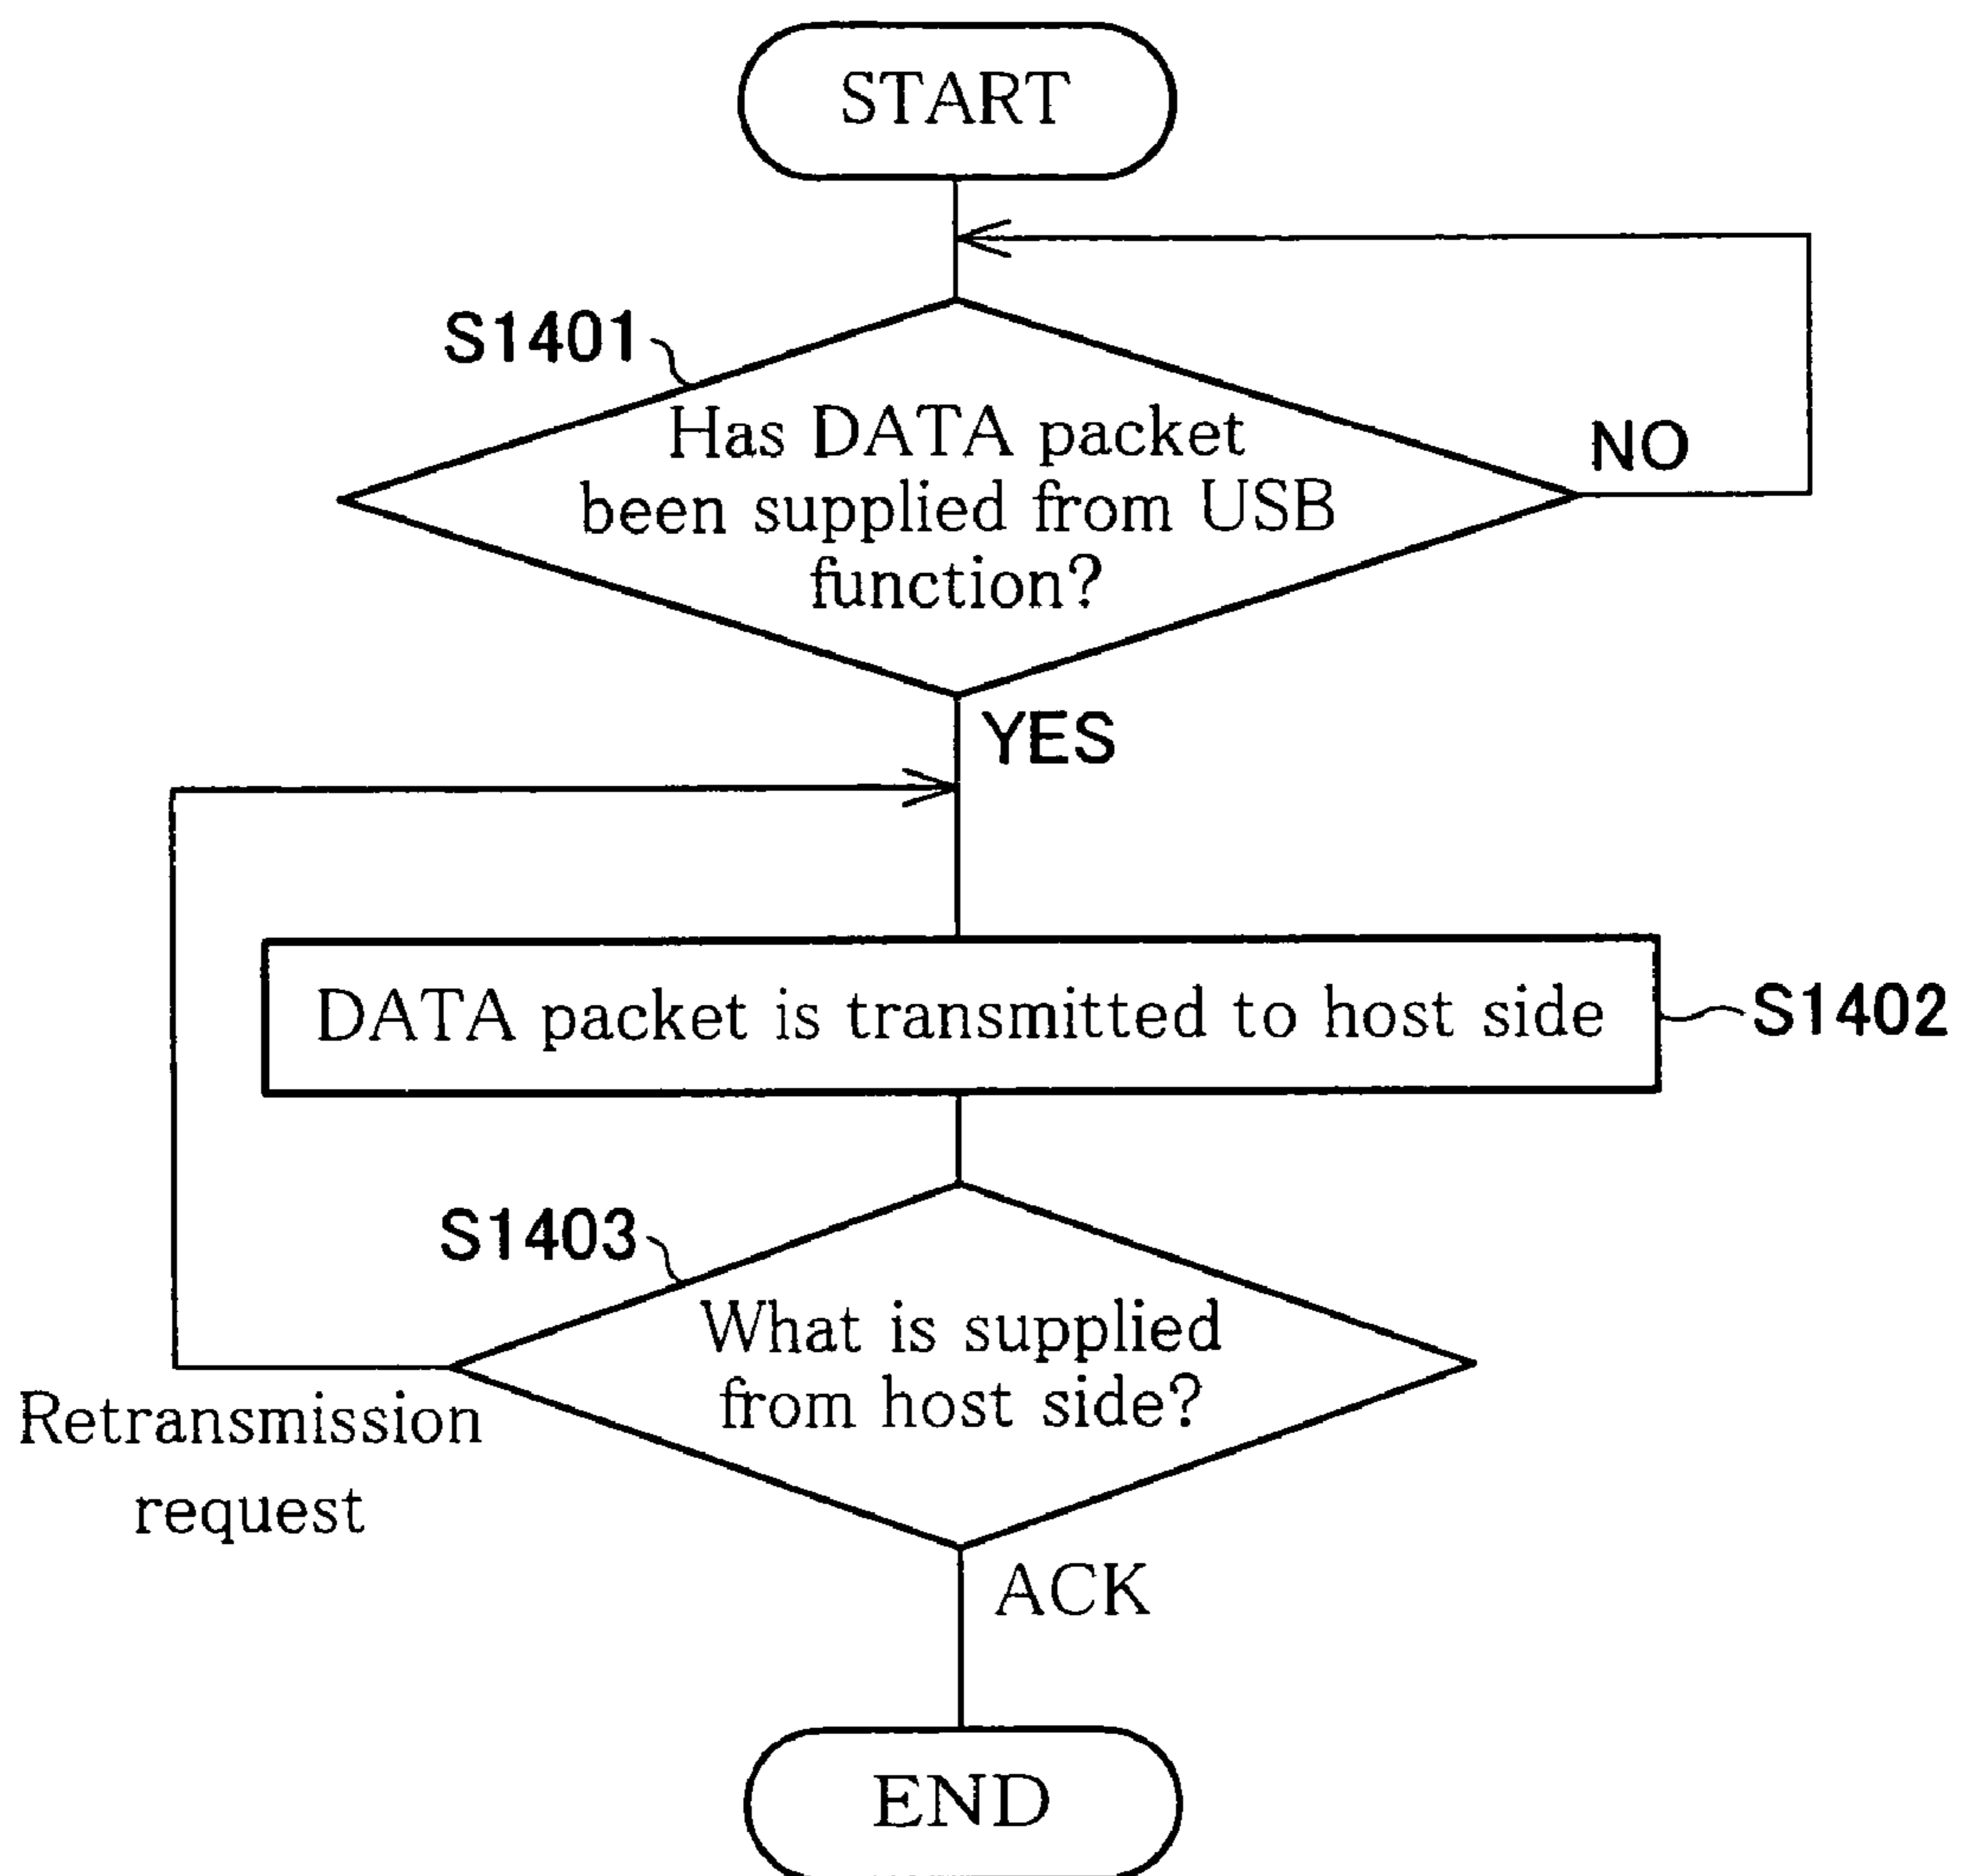 START
S1401
Has DATA packet
been supplied from USB
function?
NO
YES
DATA packet is transmitted to host side
S1402
S1403
What is supplied
from host side?
Retransmission
request
ACK
END